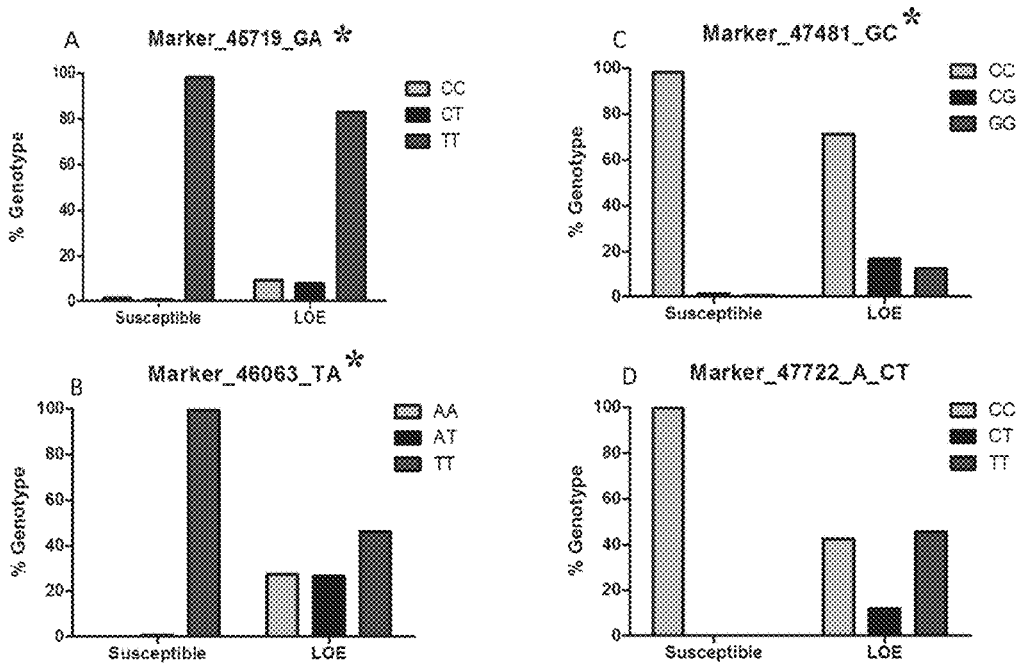 A
Marker_45719_GA *
% Genotype
100
80
60
40
20
0
Susceptible
LOE
CC
CT
TT
C
Marker_47481_GC *
% Genotype
100
80
60
40
20
0
Susceptible
LOE
CC
CG
GG
B
Marker_46063_TA *
% Genotype
100
80
60
40
20
0
Susceptible
LOE
AA
AT
TT
D
Marker_47722_A_CT
% Genotype
100
80
60
40
20
0
Susceptible
LOE
CC
CT
TT